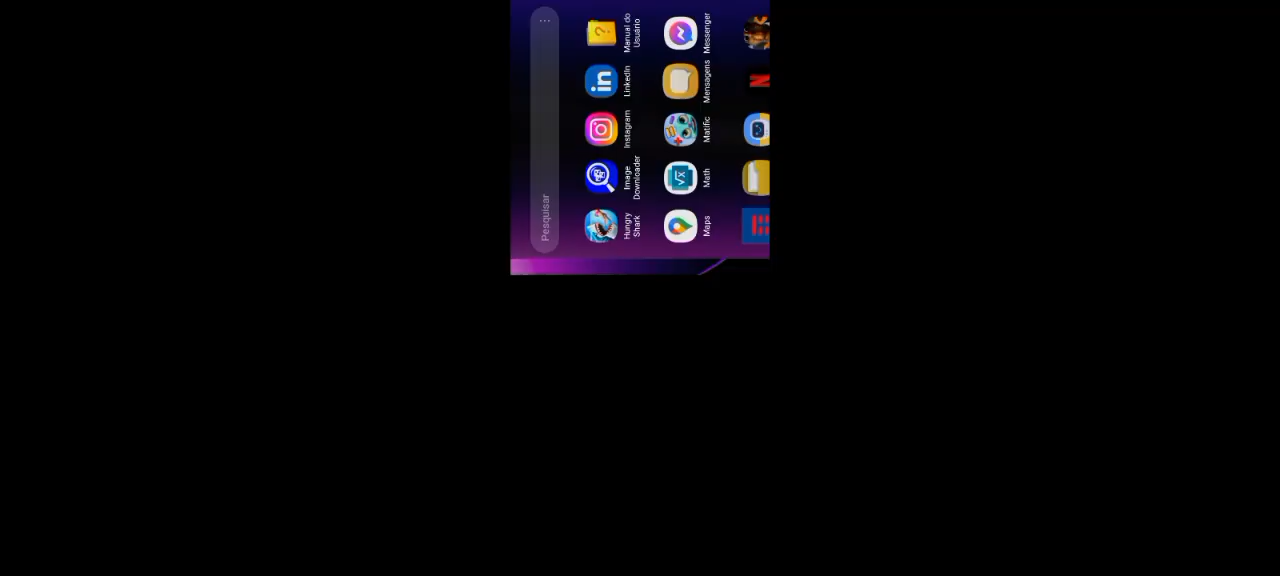 Pesquisar
Hungry
Shark
Image
Downloader
Instagram
LinkedIn
Manual do
Usuário
Maps
Math
Matific
Mensagens
Messenger